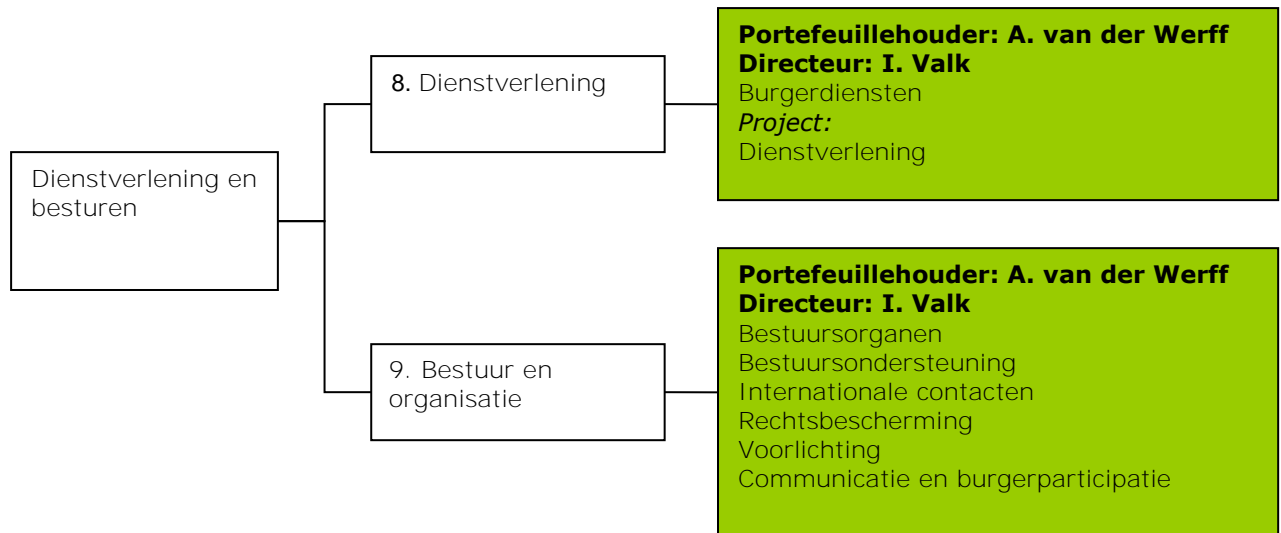 Dienstverlening en
besturen
8. Dienstverlening
Portefeuillehouder: A. van der Werff
Directeur: I. Valk
Burgerdiensten
Project:
Dienstverlening
9. Bestuur en
organisatie
Portefeuillehouder: A. van der Werff
Directeur: I. Valk
Bestuursorganen
Bestuursondersteuning
Internationale contacten
Rechtsbescherming
Voorlichting
Communicatie en burgerparticipatie